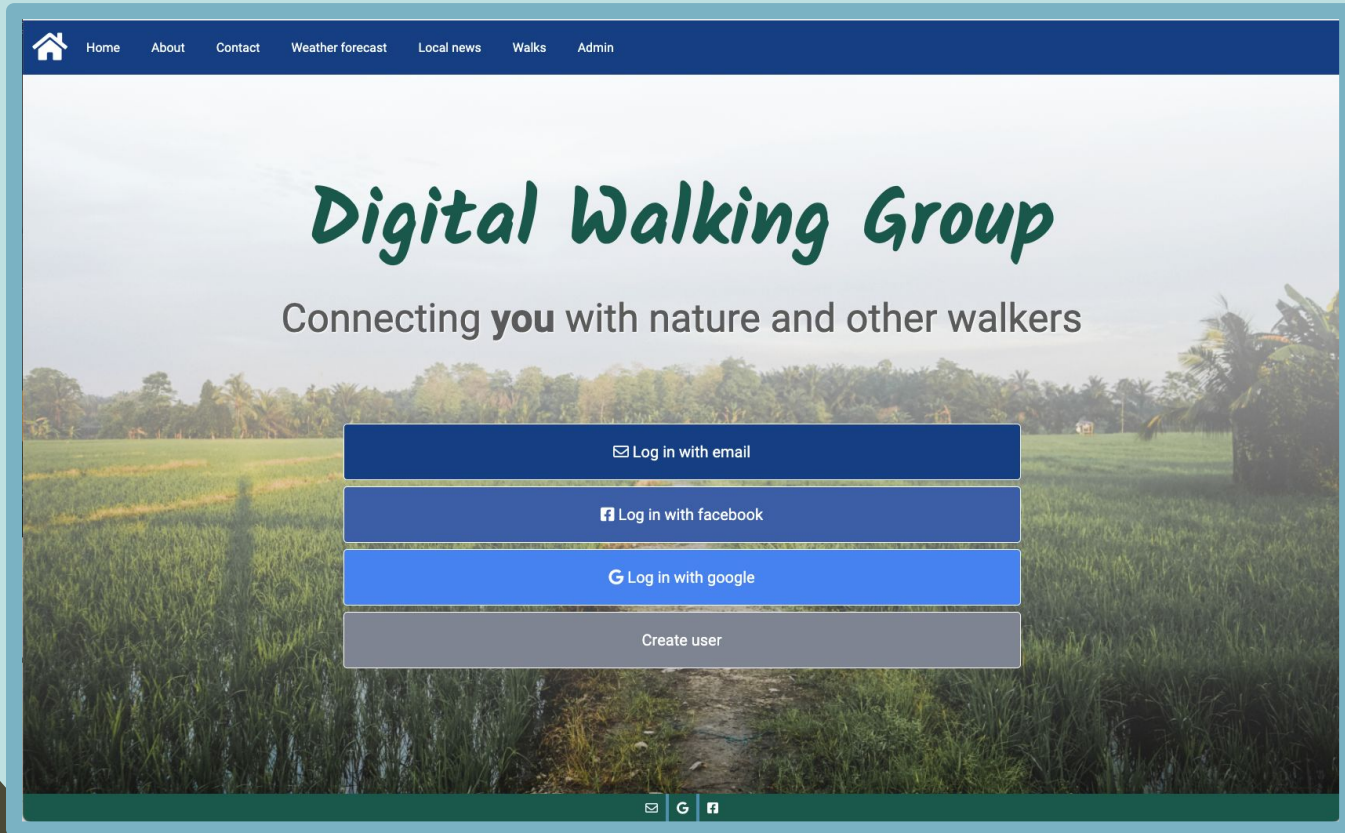 Home About Contact Weather forecast Local news Walks Admin
Digital Walking Group
Connecting you with nature and other walkers
Log in with email
Log in with facebook
G Log in with google
Create user
G